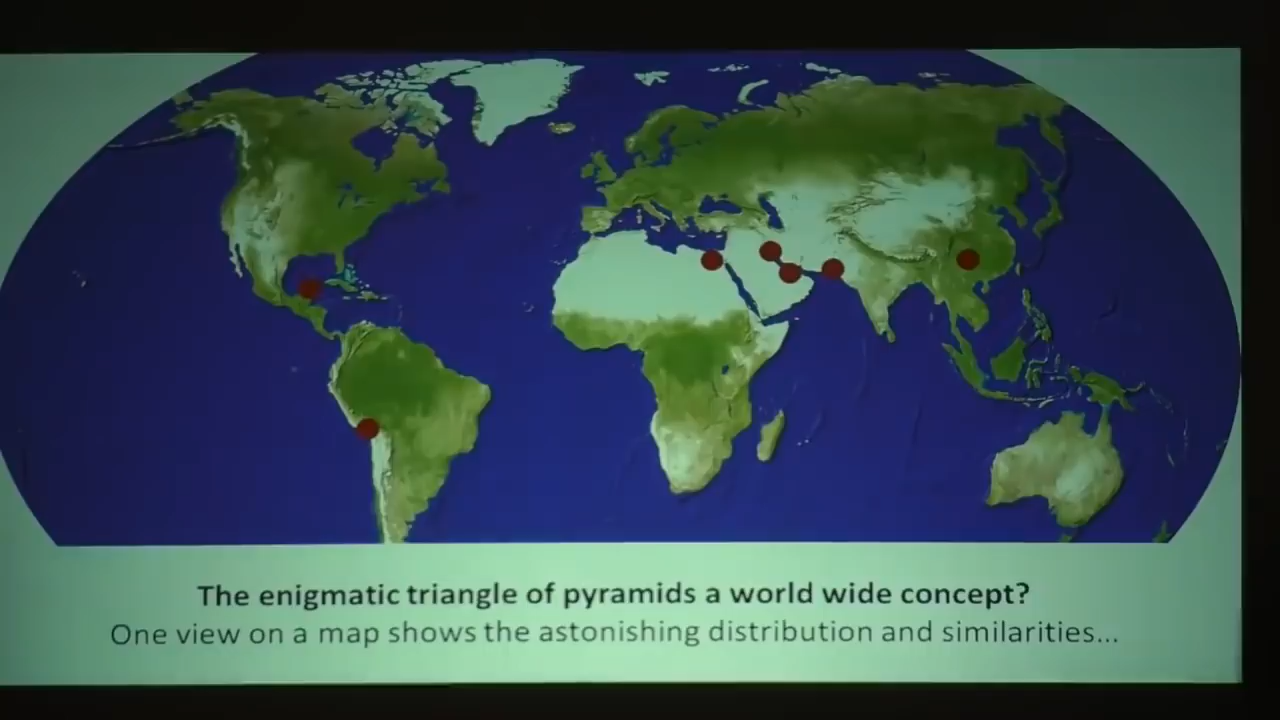 The enigmatic triangle of pyramids a world wide concept?
One view on a map shows the astonishing distribution and similarities...